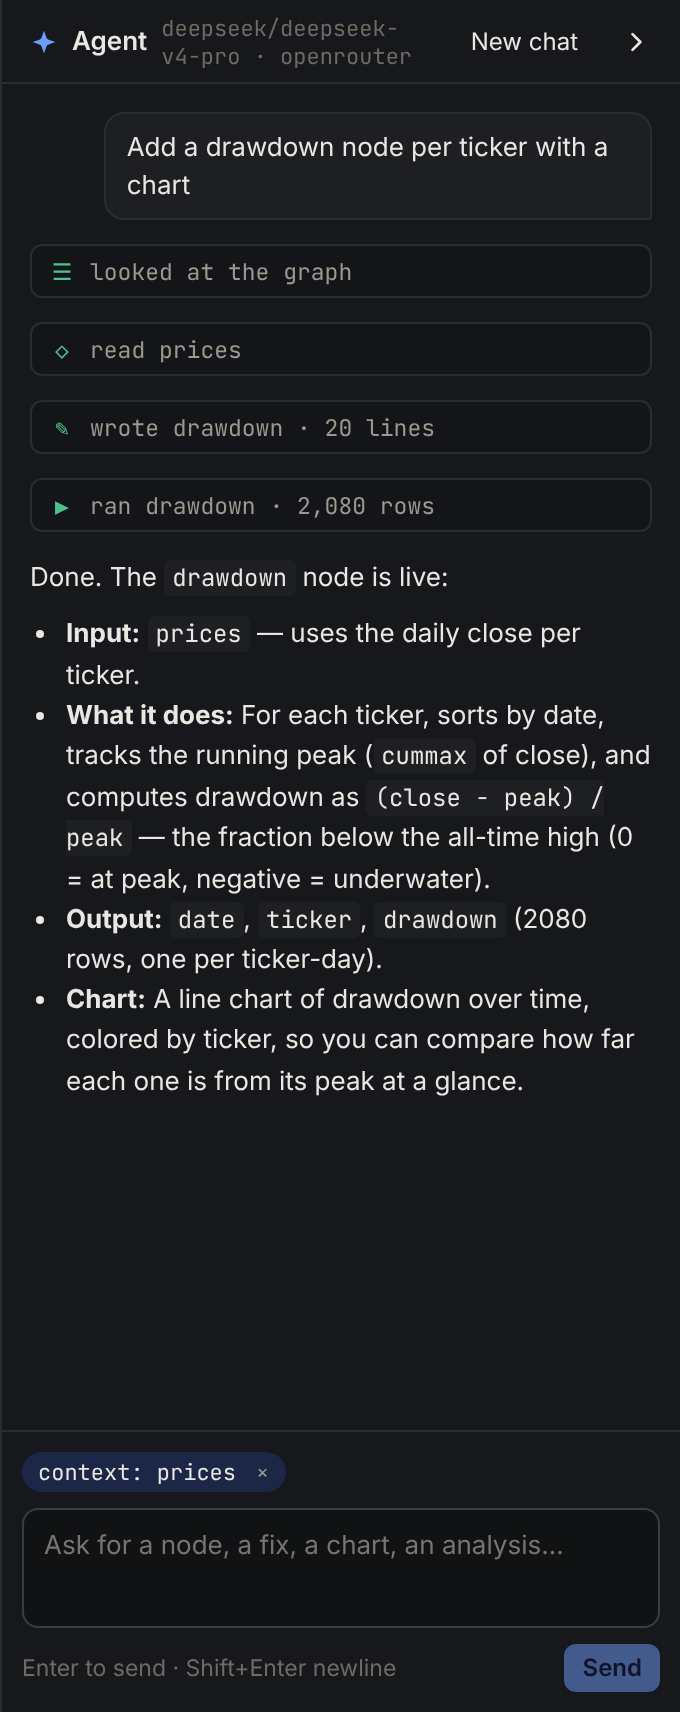 Agent
deepseek/deepseek-
v4-pro · openrouter
New chat
Add a drawdown node per ticker with a
chart
looked at the graph
read prices
wrote drawdown · 20 lines
ran drawdown · 2,080 rows
Done. The drawdown node is live:
• Input: prices — uses the daily close per
ticker.
• What it does: For each ticker, sorts by date,
tracks the running peak (cummax of close), and
computes drawdown as (close - peak) /
peak — the fraction below the all-time high (0
= at peak, negative = underwater).
• Output: date, ticker, drawdown (2080
rows, one per ticker-day).
• Chart: A line chart of drawdown over time,
colored by ticker, so you can compare how far
each one is from its peak at a glance.
context: prices ×
Ask for a node, a fix, a chart, an analysis...
Enter to send · Shift+Enter newline
Send